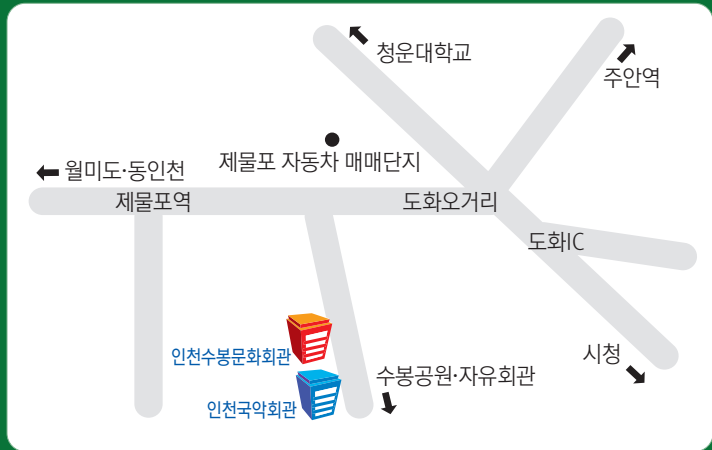 청운대학교
주안역
제물포 자동차 매매단지
월미도·동인천
제물포역
도화오거리
도화IC
인천수봉문화회관
시청
수봉공원·자유회관
인천국악회관